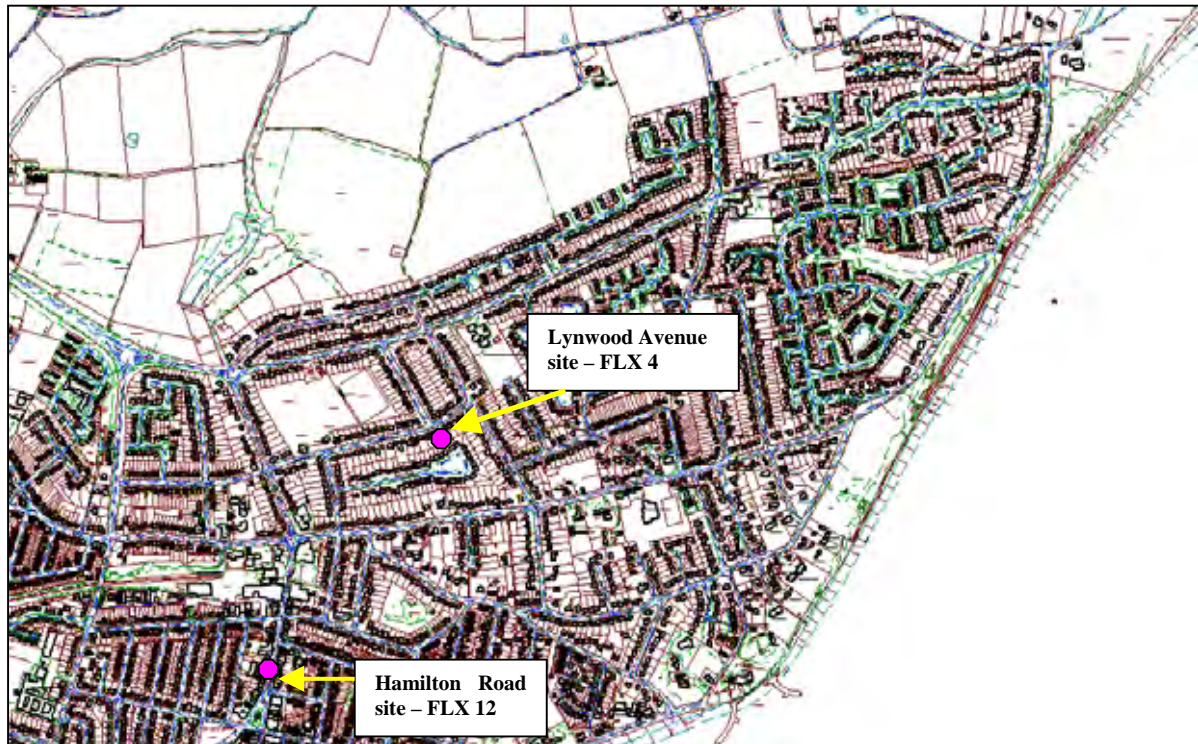 Lynwood Avenue
site – FLX 4
Hamilton Road
site – FLX 12